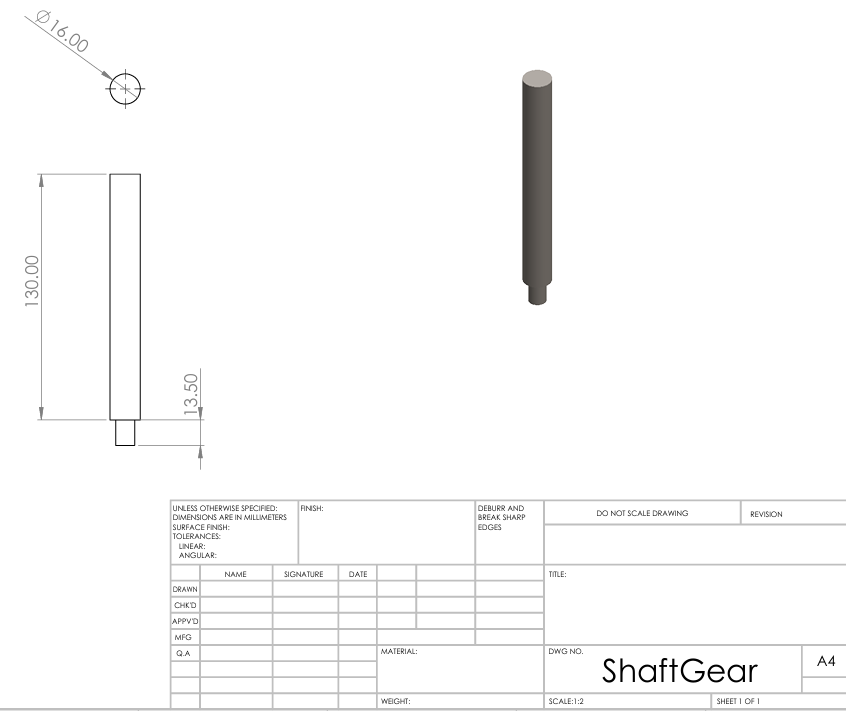 ⌀16.00
130.00
13.50
UNLESS OTHERWISE SPECIFIED:
DIMENSIONS ARE IN MILLIMETERS
SURFACE FINISH:
TOLERANCES:
LINEAR:
ANGULAR:
FINISH:
DEBURR AND
BREAK SHARP
EDGES
DO NOT SCALE DRAWING
REVISION
NAME
SIGNATURE
DATE
TITLE:
DRAWN
CHK'D
APPV'D
MFG
Q.A
MATERIAL:
DWG NO.
ShaftGear
A4
WEIGHT:
SCALE:1:2
SHEET 1 OF 1